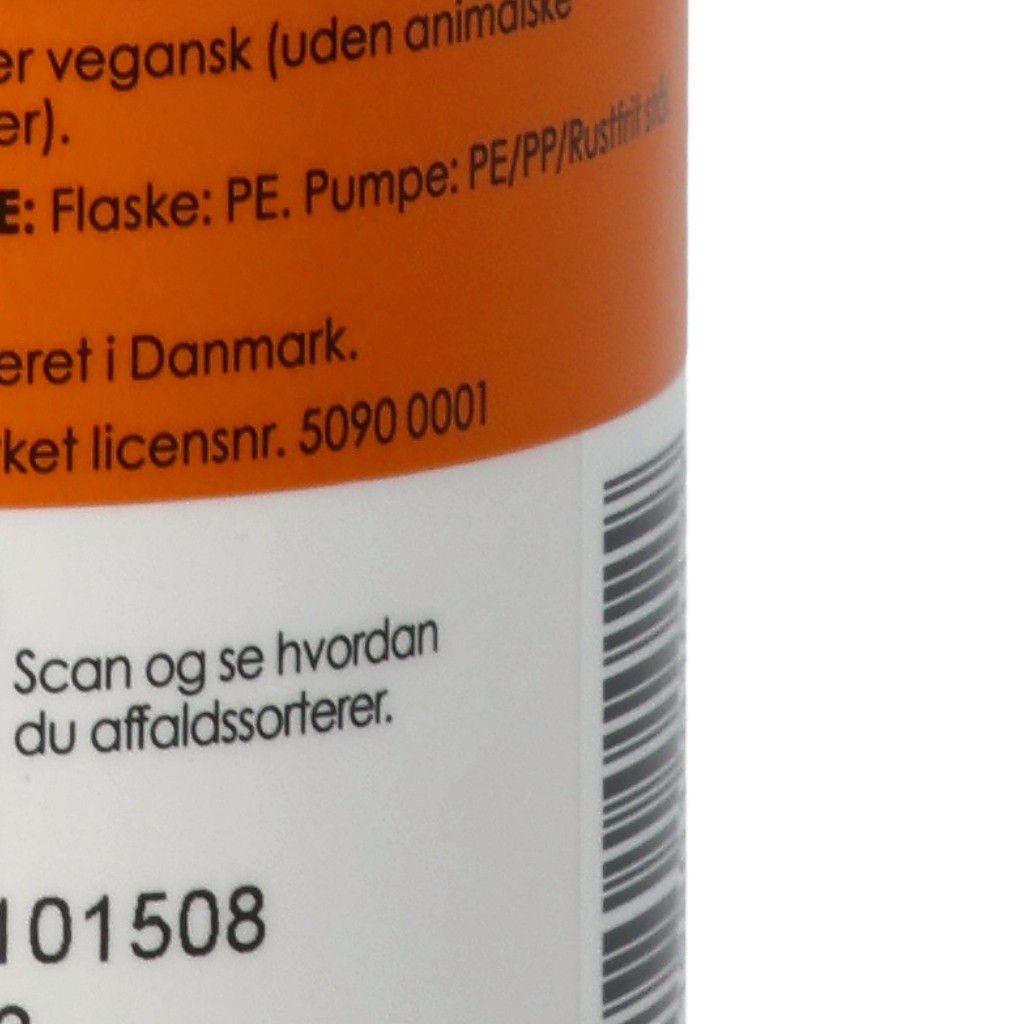 er vegansk (uden animalske
er).
E: Flaske: PE. Pumpe: PE/PP/Rustfrit stål
eret i Danmark.
ket licensnr. 5090 0001
Scan og se hvordan
du affaldssorterer.
101508